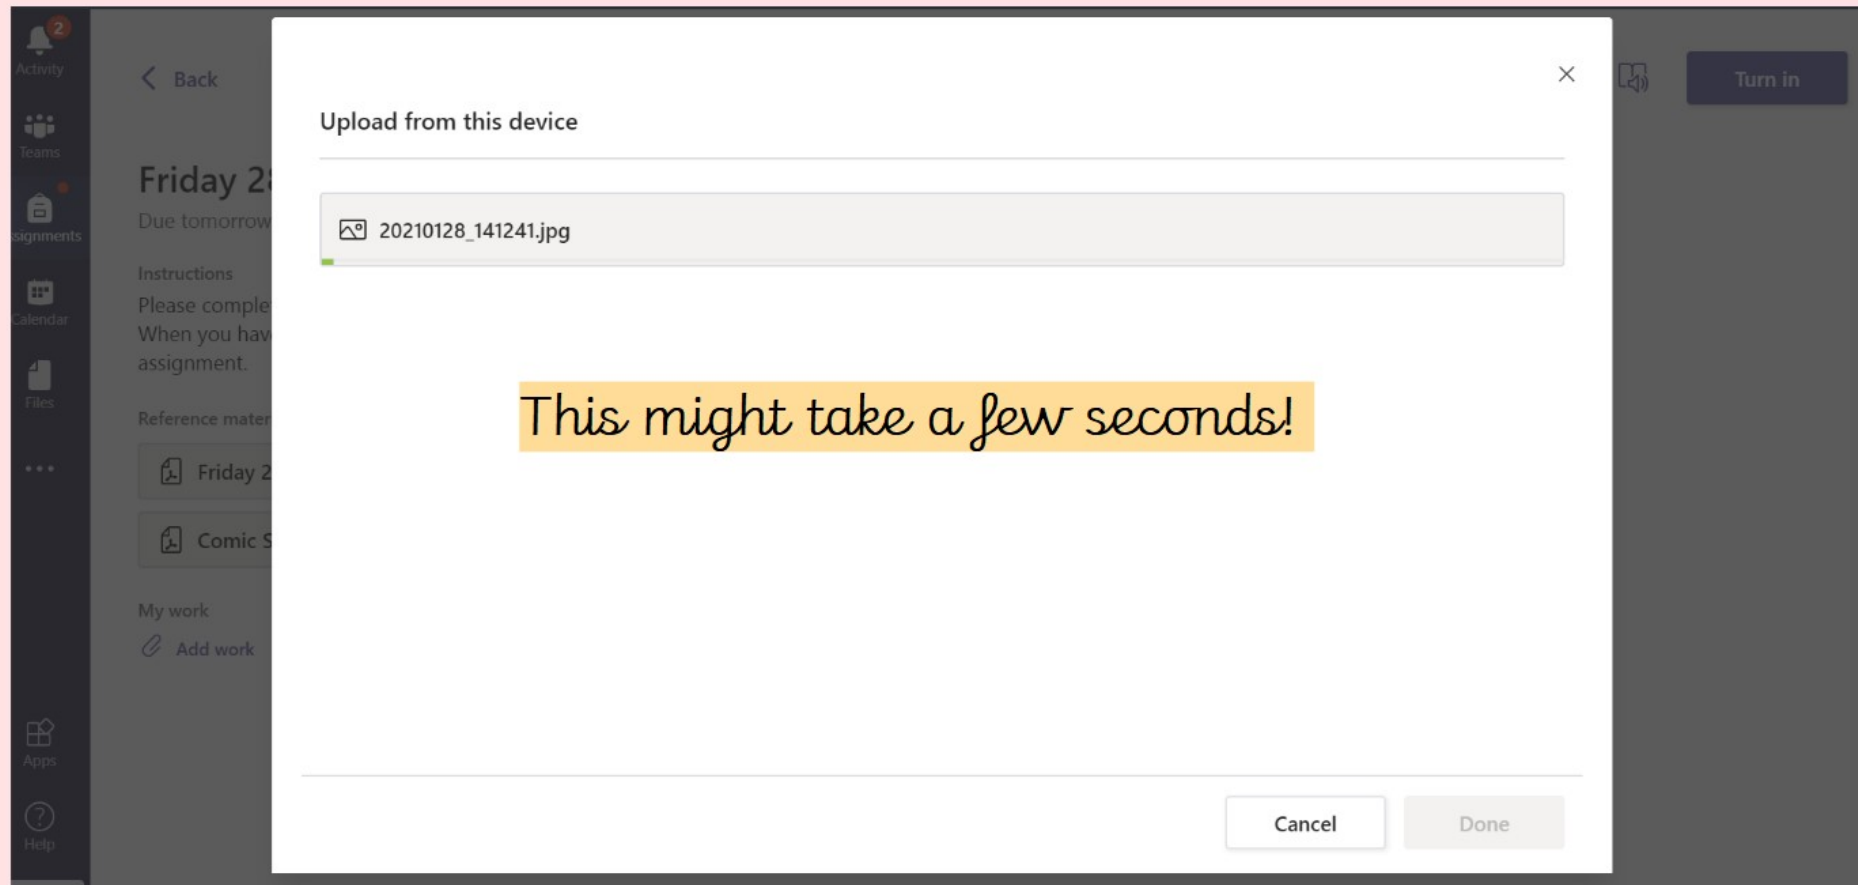 2
Activity
Teams
ssignments
Calendar
Files
Apps
Help
Back
Turn in
Friday 28
Due tomorrow
Instructions
Please comple
When you hav
assignment.
Reference mater
Friday 2
Comic S
My work
Add work
Upload from this device
20210128_141241.jpg
This might take a few seconds!
Cancel
Done